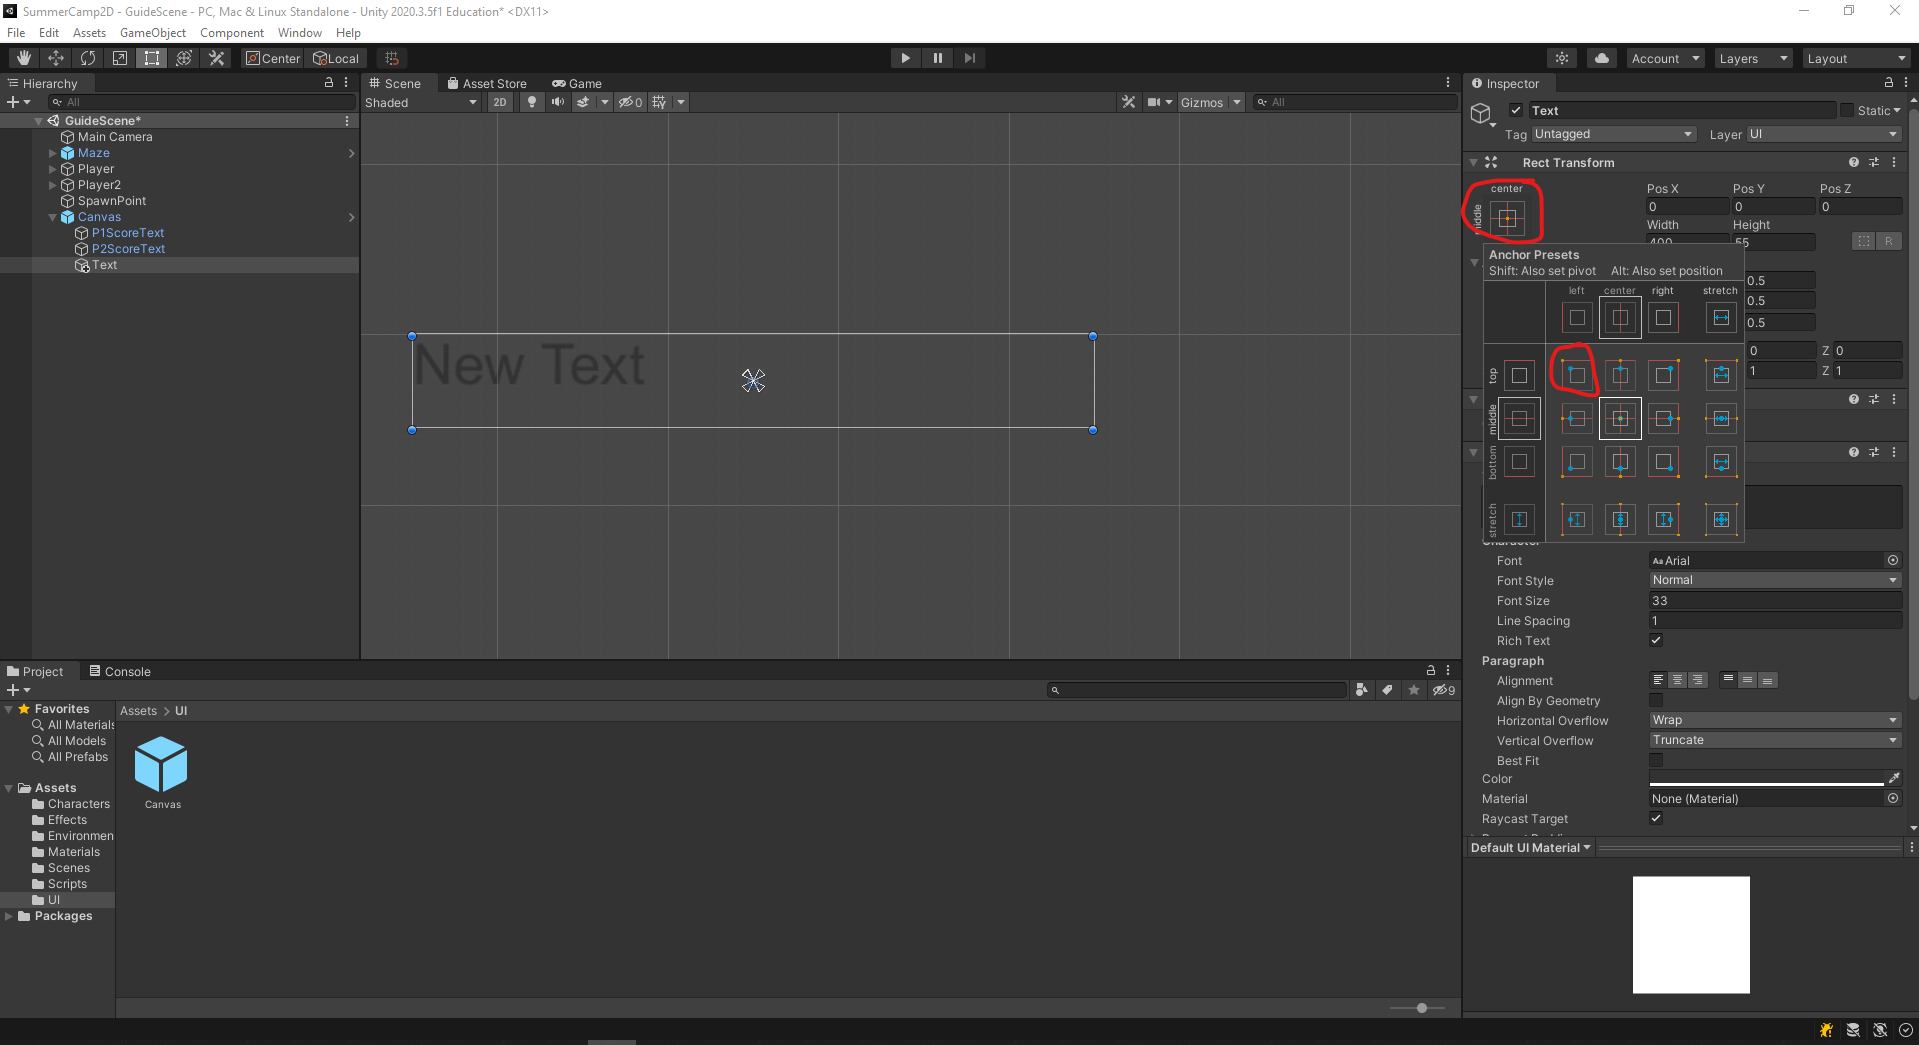 SummerCamp2D - GuideScene - PC, Mac & Linux Standalone - Unity 2020.3.5f1 Education* <DX11>
File Edit Assets GameObject Component Window Help
Center Local Account Layers Layout
Hierarchy
All
GuideScene*
Main Camera
Maze
Player
Player2
SpawnPoint
Canvas
P1ScoreText
P2ScoreText
Text
Scene Asset Store Game
Shaded 2D 0 Gizmos All
New Text
Inspector
Text Static
Tag Untagged Layer UI
Rect Transform
center
middle
Pos X Pos Y Pos Z
0 0 0
Width Height
400 55
R
Anchor Presets
Shift: Also set pivot Alt: Also set position
left center right stretch
top
middle
bottom
stretch
0.5
0.5
0.5
0 Z 0
1 Z 1
Character
Font Aa Arial
Font Style Normal
Font Size 33
Line Spacing 1
Rich Text
Paragraph
Alignment
Align By Geometry
Horizontal Overflow Wrap
Vertical Overflow Truncate
Best Fit
Color
Material None (Material)
Raycast Target
Default UI Material
Project Console
9
Favorites
All Materials
All Models
All Prefabs
Assets
Characters
Effects
Environmen
Materials
Scenes
Scripts
UI
Packages
Assets > UI
Canvas